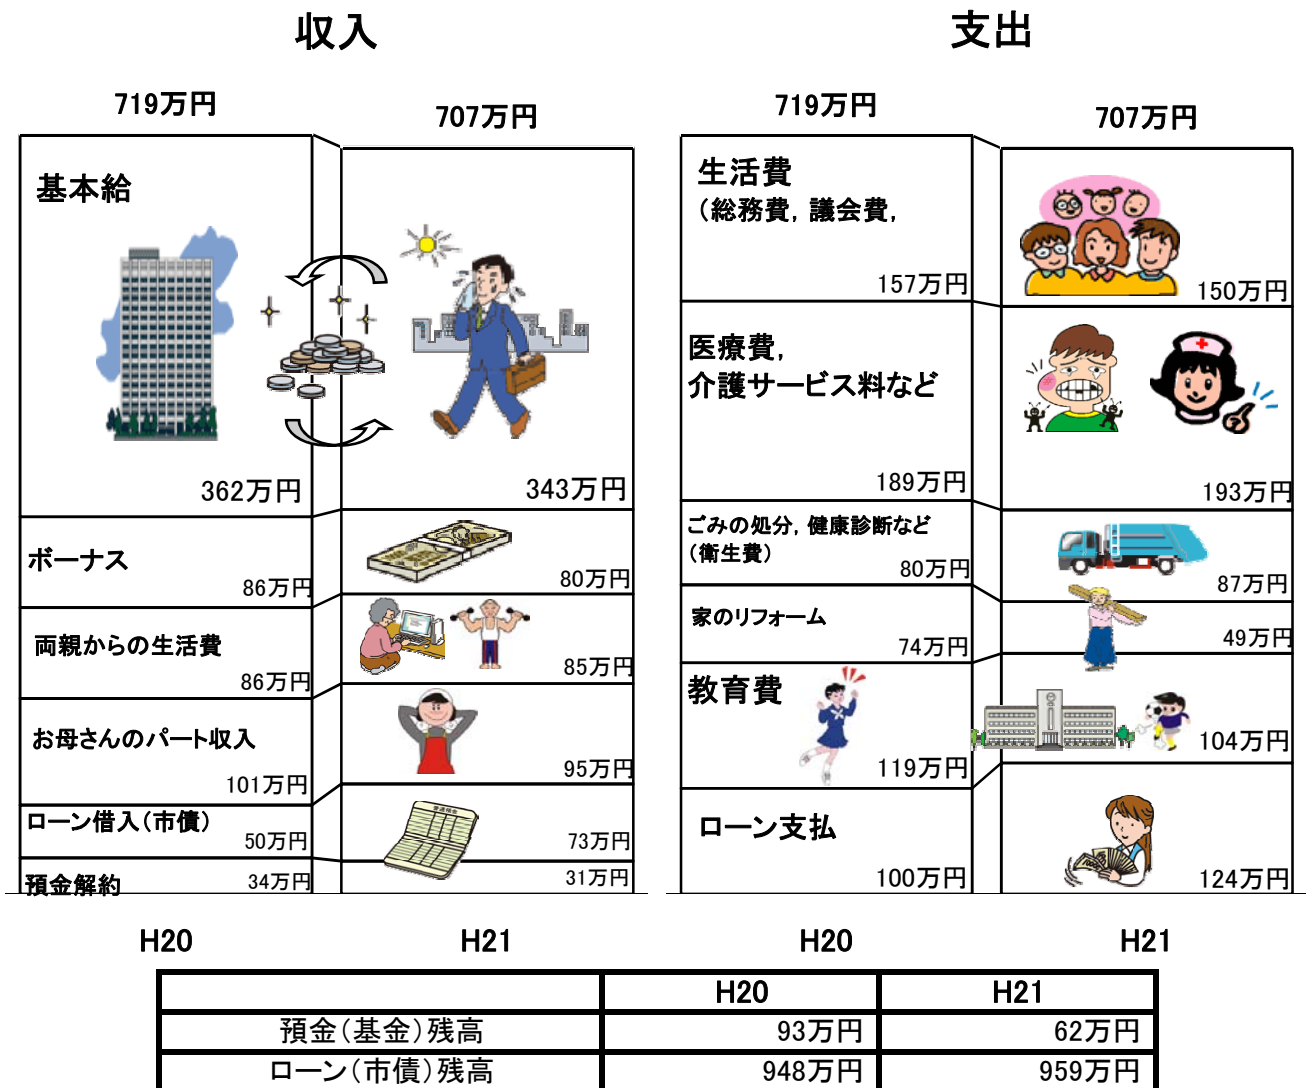 収入
支出
719万円
707万円
719万円
707万円
基本給
362万円
343万円
ボーナス
86万円
80万円
両親からの生活費
86万円
85万円
お母さんのパート収入
101万円
95万円
ローン借入(市債)
50万円
73万円
預金解約
34万円
31万円
生活費
(総務費,議会費,
157万円
150万円
医療費,
介護サービス料など
189万円
193万円
ごみの処分,健康診断など
(衛生費)
80万円
87万円
家のリフォーム
74万円
49万円
教育費
119万円
104万円
ローン支払
100万円
124万円
H20
H21
H20
H21
H20
H21
預金(基金)残高
93万円
62万円
ローン(市債)残高
948万円
959万円